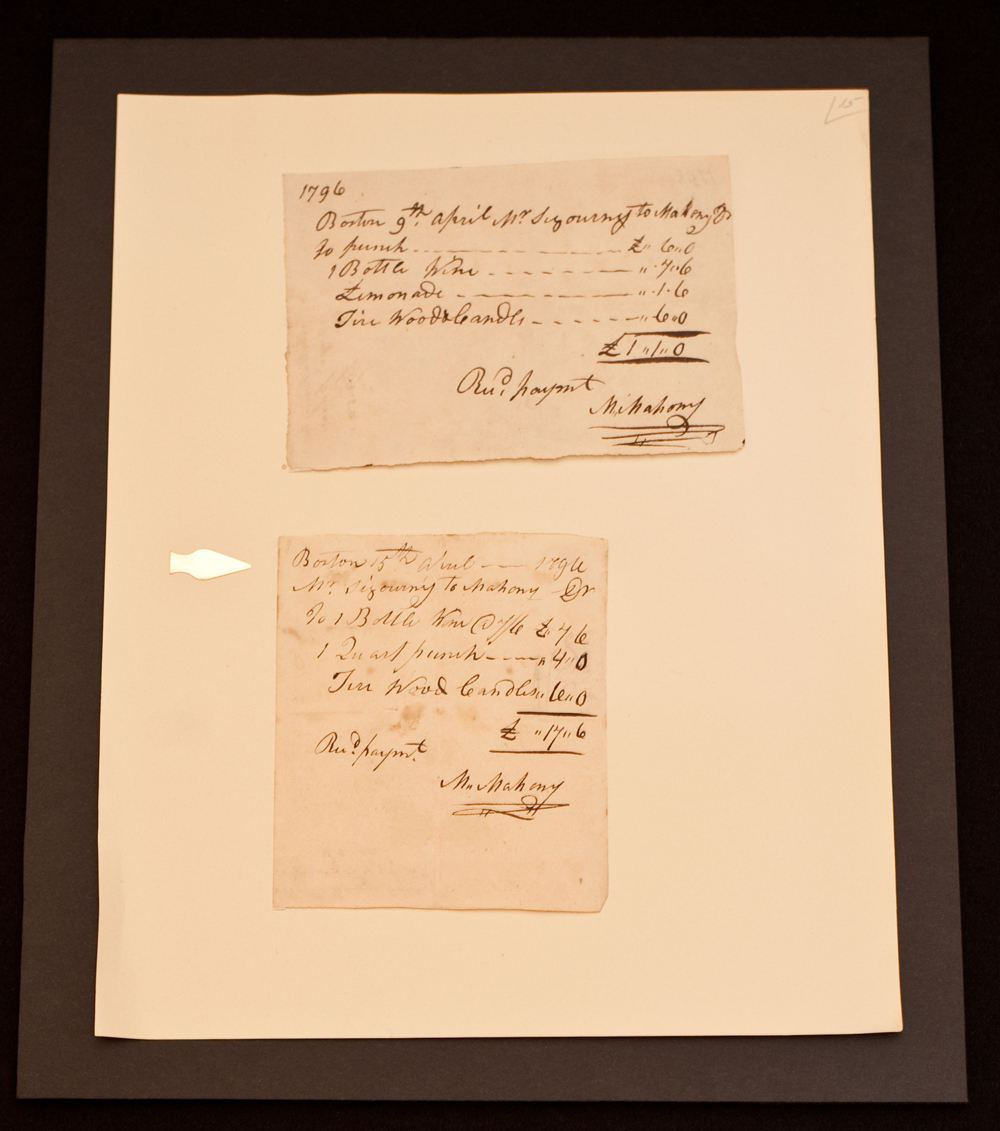 25
1796
Boston 9th. April Mr Sigourney to Mahony Dr
To punch £" 6"0
1 Bottle Wine " 7"6
Lemonade " 1"6
Fire Wood & Candls " 6"0
£1"1"0
Recd. paymt
M. Mahony
Boston 15th April 1796
Mr. Sigourney to Mahony Dr
To 1 Bottle Wine @ 7/6 £" 7"6
1 Quart punch " 4"0
Fire Wood Candles " 6"0
£ "17"6
Recd. paymt.
M" Mahony